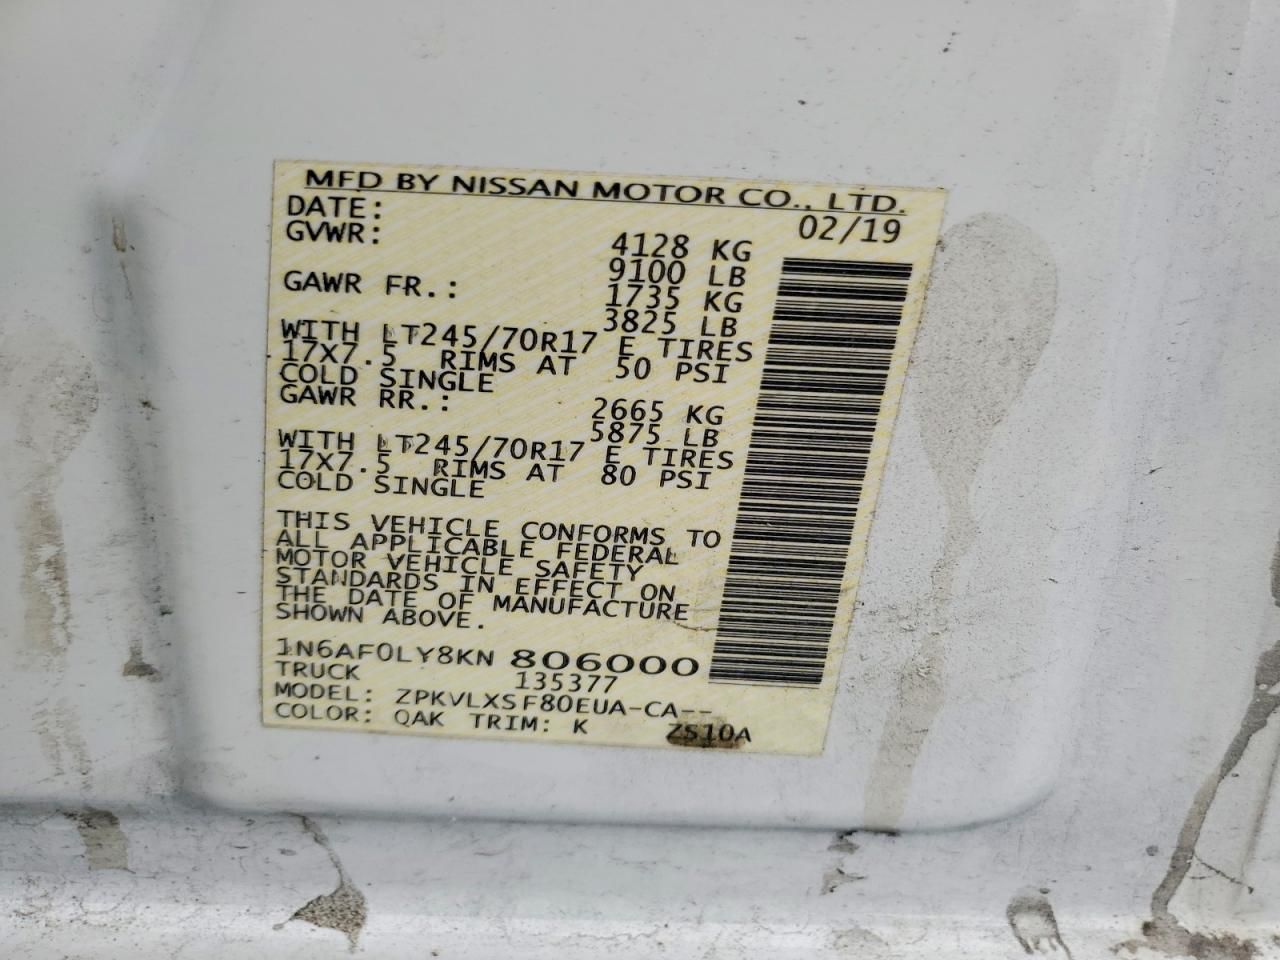 MFD BY NISSAN MOTOR CO., LTD.
DATE: 02/19
GVWR: 4128 KG
9100 LB
GAWR FR.: 1735 KG
3825 LB
WITH LT245/70R17 E TIRES
17X7.5 RIMS AT 50 PSI
COLD SINGLE
GAWR RR.: 2665 KG
5875 LB
WITH LT245/70R17 E TIRES
17X7.5 RIMS AT 80 PSI
COLD SINGLE
THIS VEHICLE CONFORMS TO
ALL APPLICABLE FEDERAL
MOTOR VEHICLE SAFETY
STANDARDS IN EFFECT ON
THE DATE OF MANUFACTURE
SHOWN ABOVE.
1N6AF0LY8KN 806000
TRUCK 135377
MODEL: ZPKVLXSF80EUA-CA--
COLOR: QAK TRIM: K ZS10A